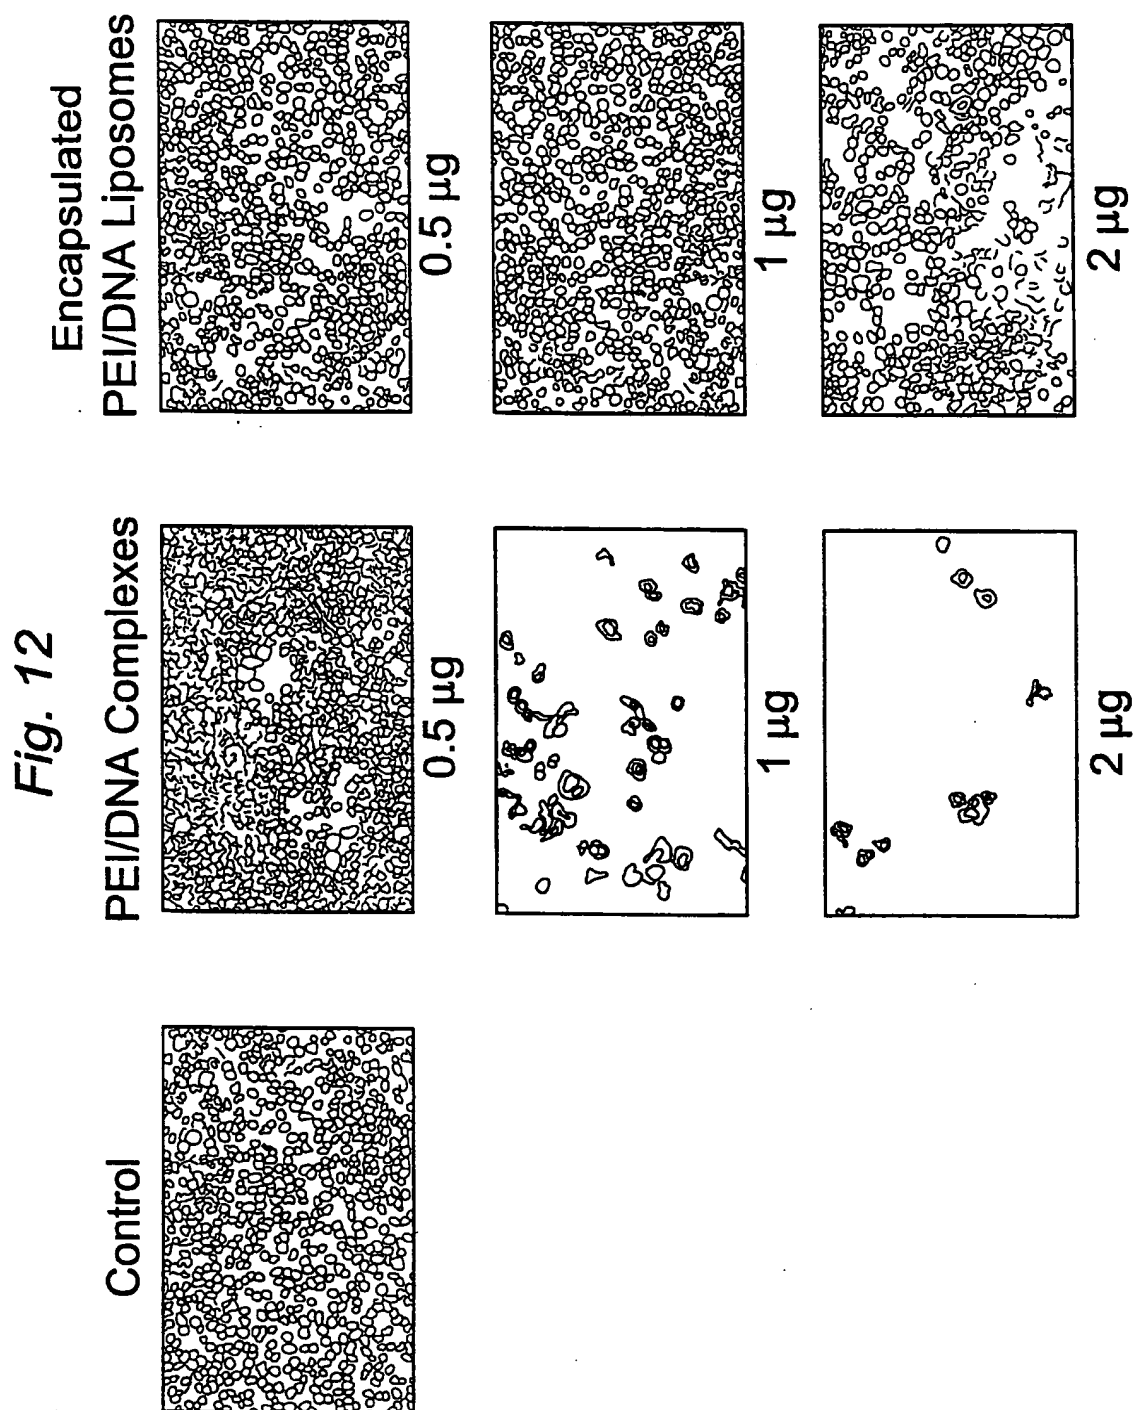 Fig. 12
Control
PEI/DNA Complexes
Encapsulated
PEI/DNA Liposomes
0.5 µg
0.5 µg
1 µg
1 µg
2 µg
2 µg